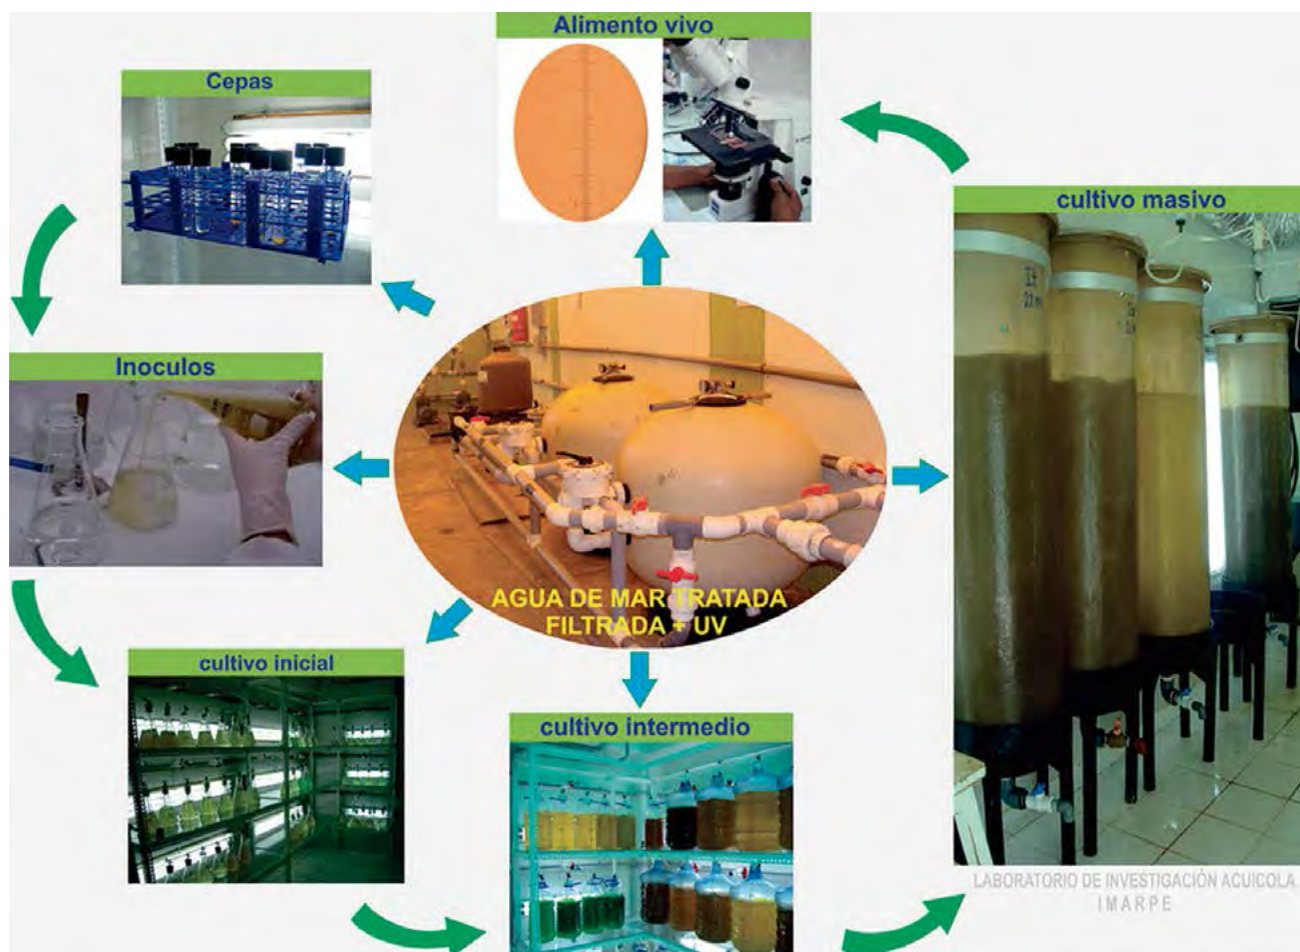 Alimento vivo
Cepas
cultivo masivo
Inoculos
AGUA DE MAR TRATADA
FILTRADA + UV
cultivo inicial
cultivo intermedio
LABORATORIO DE INVESTIGACIÓN ACUICOLA
IMARPE